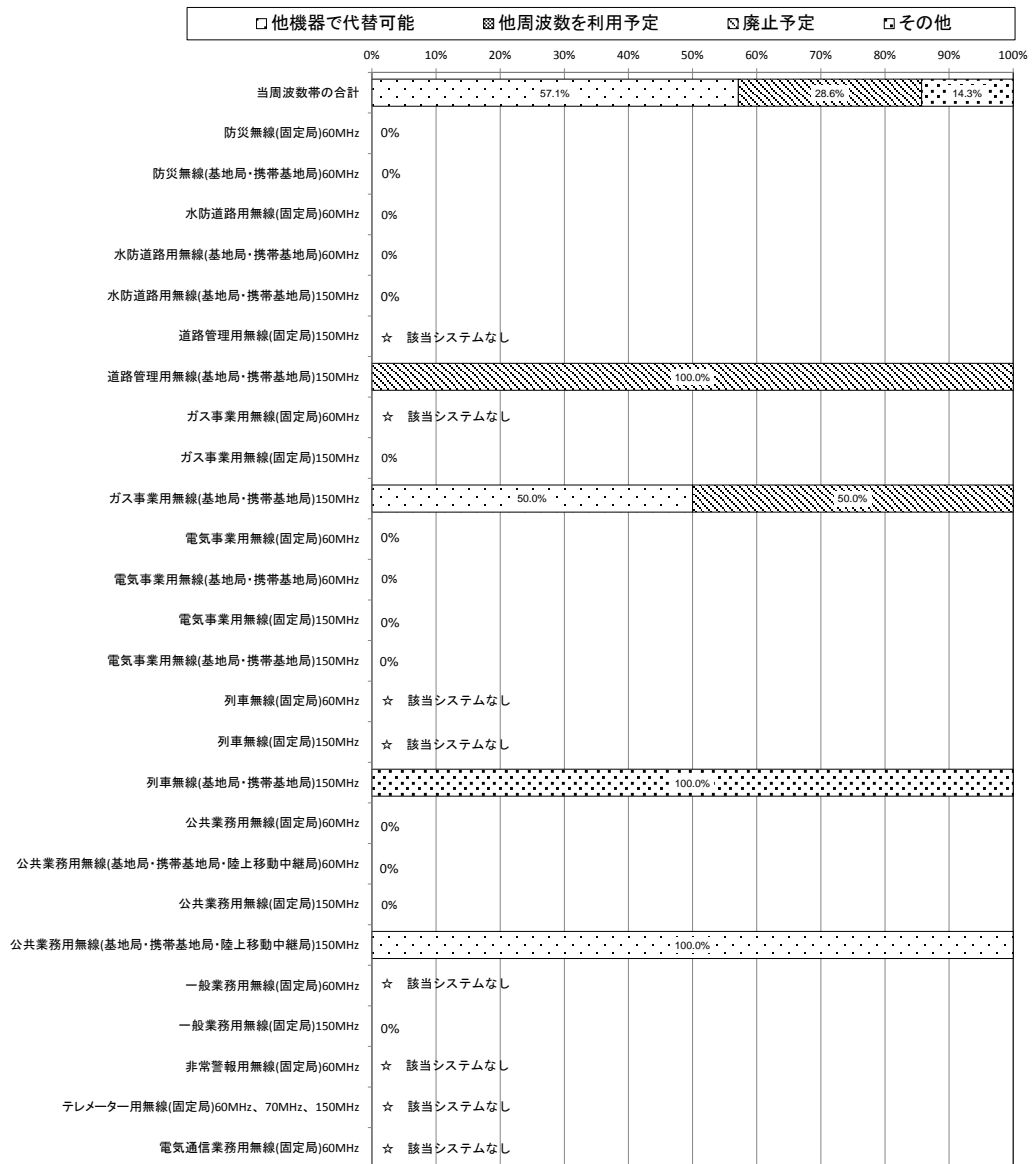 他機器で代替可能 他周波数を利用予定 廃止予定 その他
0% 10% 20% 30% 40% 50% 60% 70% 80% 90% 100%
当周波数帯の合計 57.1% 28.6% 14.3%
防災無線(固定局)60MHz 0%
防災無線(基地局・携帯基地局)60MHz 0%
水防道路用無線(固定局)60MHz 0%
水防道路用無線(基地局・携帯基地局)60MHz 0%
水防道路用無線(基地局・携帯基地局)150MHz 0%
道路管理用無線(固定局)150MHz ☆ 該当システムなし
道路管理用無線(基地局・携帯基地局)150MHz 100.0%
ガス事業用無線(固定局)60MHz ☆ 該当システムなし
ガス事業用無線(固定局)150MHz 0%
ガス事業用無線(基地局・携帯基地局)150MHz 50.0% 50.0%
電気事業用無線(固定局)60MHz 0%
電気事業用無線(基地局・携帯基地局)60MHz 0%
電気事業用無線(固定局)150MHz 0%
電気事業用無線(基地局・携帯基地局)150MHz 0%
列車無線(固定局)60MHz ☆ 該当システムなし
列車無線(固定局)150MHz ☆ 該当システムなし
列車無線(基地局・携帯基地局)150MHz 100.0%
公共業務用無線(固定局)60MHz 0%
公共業務用無線(基地局・携帯基地局・陸上移動中継局)60MHz 0%
公共業務用無線(固定局)150MHz 0%
公共業務用無線(基地局・携帯基地局・陸上移動中継局)150MHz 100.0%
一般業務用無線(固定局)60MHz ☆ 該当システムなし
一般業務用無線(固定局)150MHz 0%
非常警報用無線(固定局)60MHz ☆ 該当システムなし
テレメーター用無線(固定局)60MHz、70MHz、150MHz ☆ 該当システムなし
電気通信業務用無線(固定局)60MHz ☆ 該当システムなし